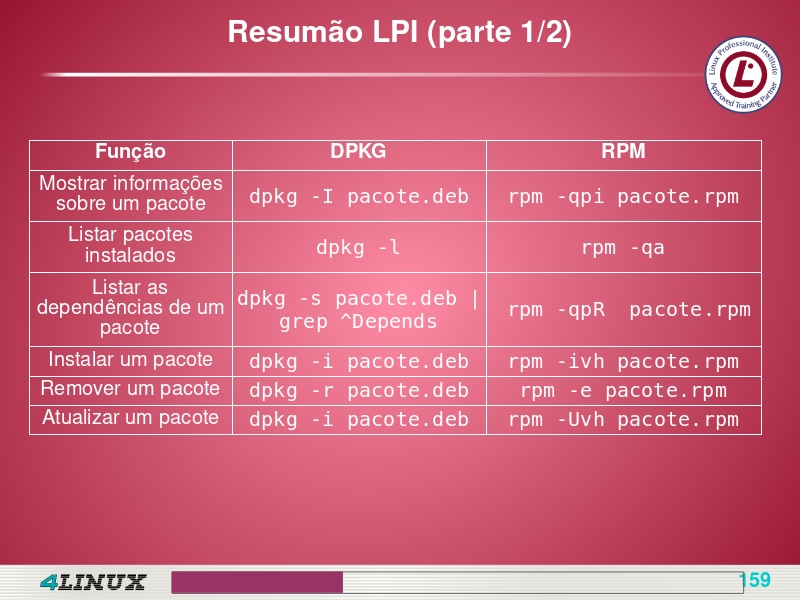 Resumão LPI (parte 1/2)
Linux Professional Institute
Approved Training Partner
Função DPKG RPM
Mostrar informações
sobre um pacote
dpkg -I pacote.deb
rpm -qpi pacote.rpm
Listar pacotes
instalados
dpkg -l
rpm -qa
Listar as
dependências de um
pacote
dpkg -s pacote.deb |
grep ^Depends
rpm -qpR  pacote.rpm
Instalar um pacote dpkg -i pacote.deb rpm -ivh pacote.rpm
Remover um pacote dpkg -r pacote.deb rpm -e pacote.rpm
Atualizar um pacote dpkg -i pacote.deb rpm -Uvh pacote.rpm
4LINUX
159